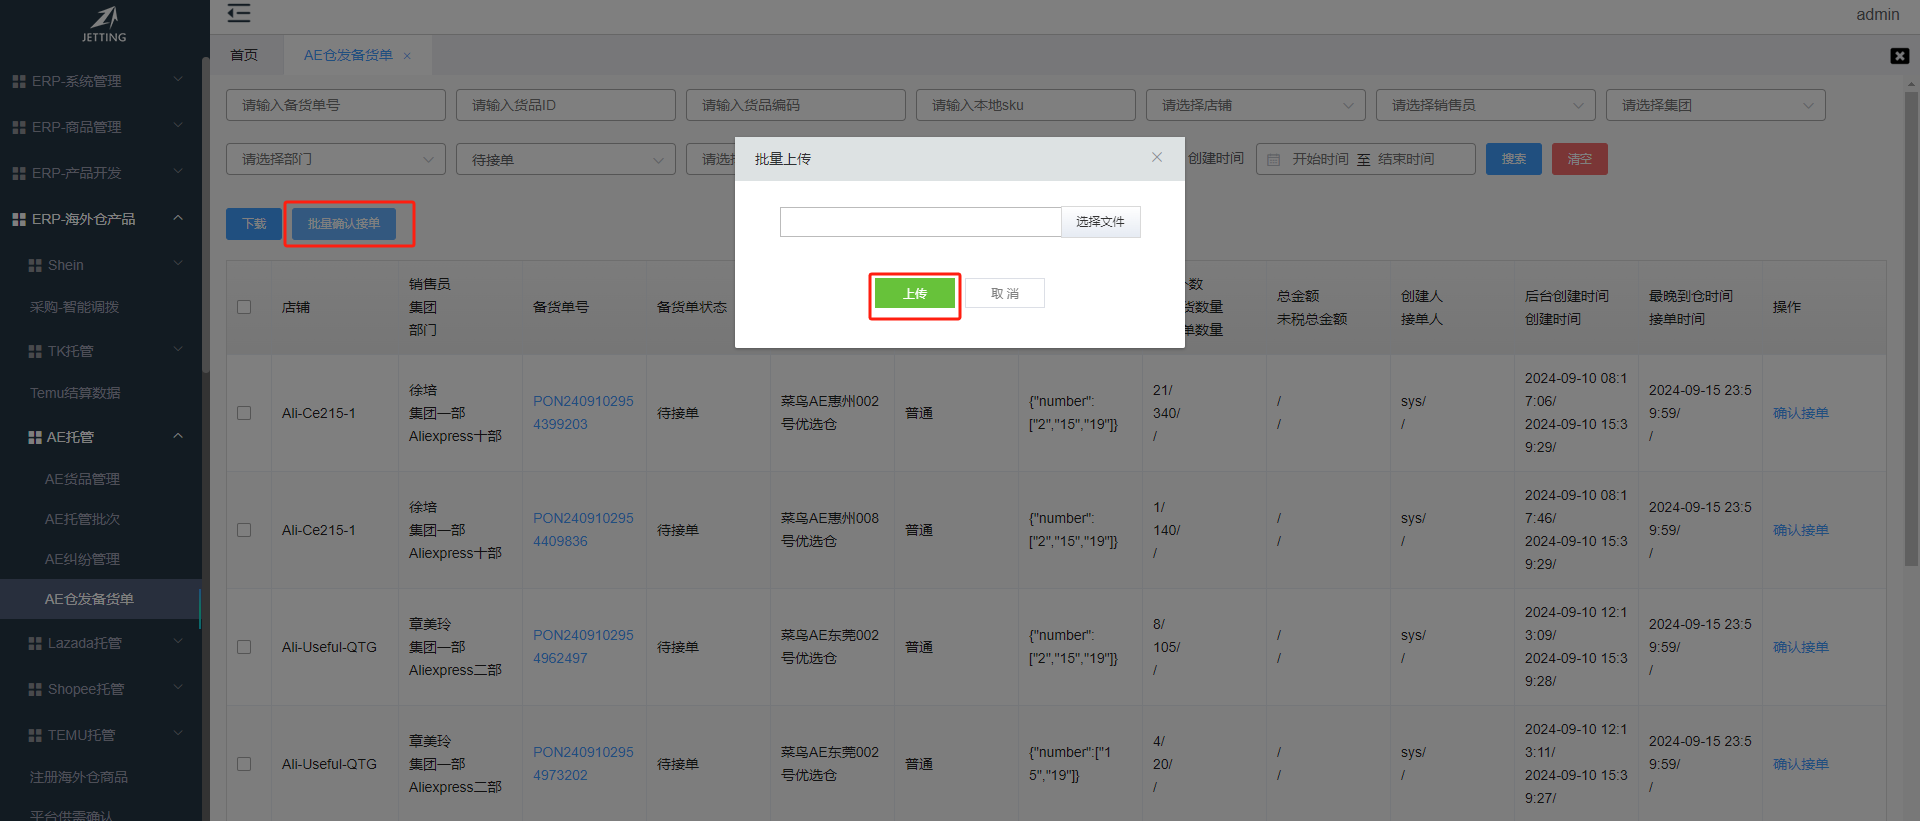 JETTING
admin
首页
AE仓发备货单 ×
ERP-系统管理
ERP-商品管理
ERP-产品开发
ERP-海外仓产品
Shein
采购-智能调拨
TK托管
Temu结算数据
AE托管
AE货品管理
AE托管批次
AE纠纷管理
AE仓发备货单
Lazada托管
Shopee托管
TEMU托管
注册海外仓商品
平台供需确认
请输入备货单号 请输入货品ID 请输入货品编码 请输入本地sku 请选择店铺 请选择销售员 请选择集团
请选择部门 待接单 请选 创建时间 开始时间 至 结束时间 搜索 清空
下载 批量确认接单
批量上传
选择文件
上传 取 消
店铺
销售员
集团
部门
备货单号
备货单状态
数
货数量
单数量
总金额
未税总金额
创建人
接单人
后台创建时间
创建时间
最晚到仓时间
接单时间
操作
Ali-Ce215-1
徐培
集团一部
Aliexpress十部
PON240910295
4399203
待接单
菜鸟AE惠州002
号优选仓
普通
{"number":
["2","15","19"]}
21/
340/
/
/
/
sys/
/
2024-09-10 08:1
7:06/
2024-09-10 15:3
9:29/
2024-09-15 23:5
9:59/
/
确认接单
Ali-Ce215-1
徐培
集团一部
Aliexpress十部
PON240910295
4409836
待接单
菜鸟AE惠州008
号优选仓
普通
{"number":
["2","15","19"]}
1/
140/
/
/
/
sys/
/
2024-09-10 08:1
7:46/
2024-09-10 15:3
9:29/
2024-09-15 23:5
9:59/
/
确认接单
Ali-Useful-QTG
章美玲
集团一部
Aliexpress二部
PON240910295
4962497
待接单
菜鸟AE东莞002
号优选仓
普通
{"number":
["2","15","19"]}
8/
105/
/
/
/
sys/
/
2024-09-10 12:1
3:09/
2024-09-10 15:3
9:28/
2024-09-15 23:5
9:59/
/
确认接单
Ali-Useful-QTG
章美玲
集团一部
Aliexpress二部
PON240910295
4973202
待接单
菜鸟AE东莞002
号优选仓
普通
{"number":["1
5","19"]}
4/
20/
/
/
/
sys/
/
2024-09-10 12:1
3:11/
2024-09-10 15:3
9:27/
2024-09-15 23:5
9:59/
/
确认接单